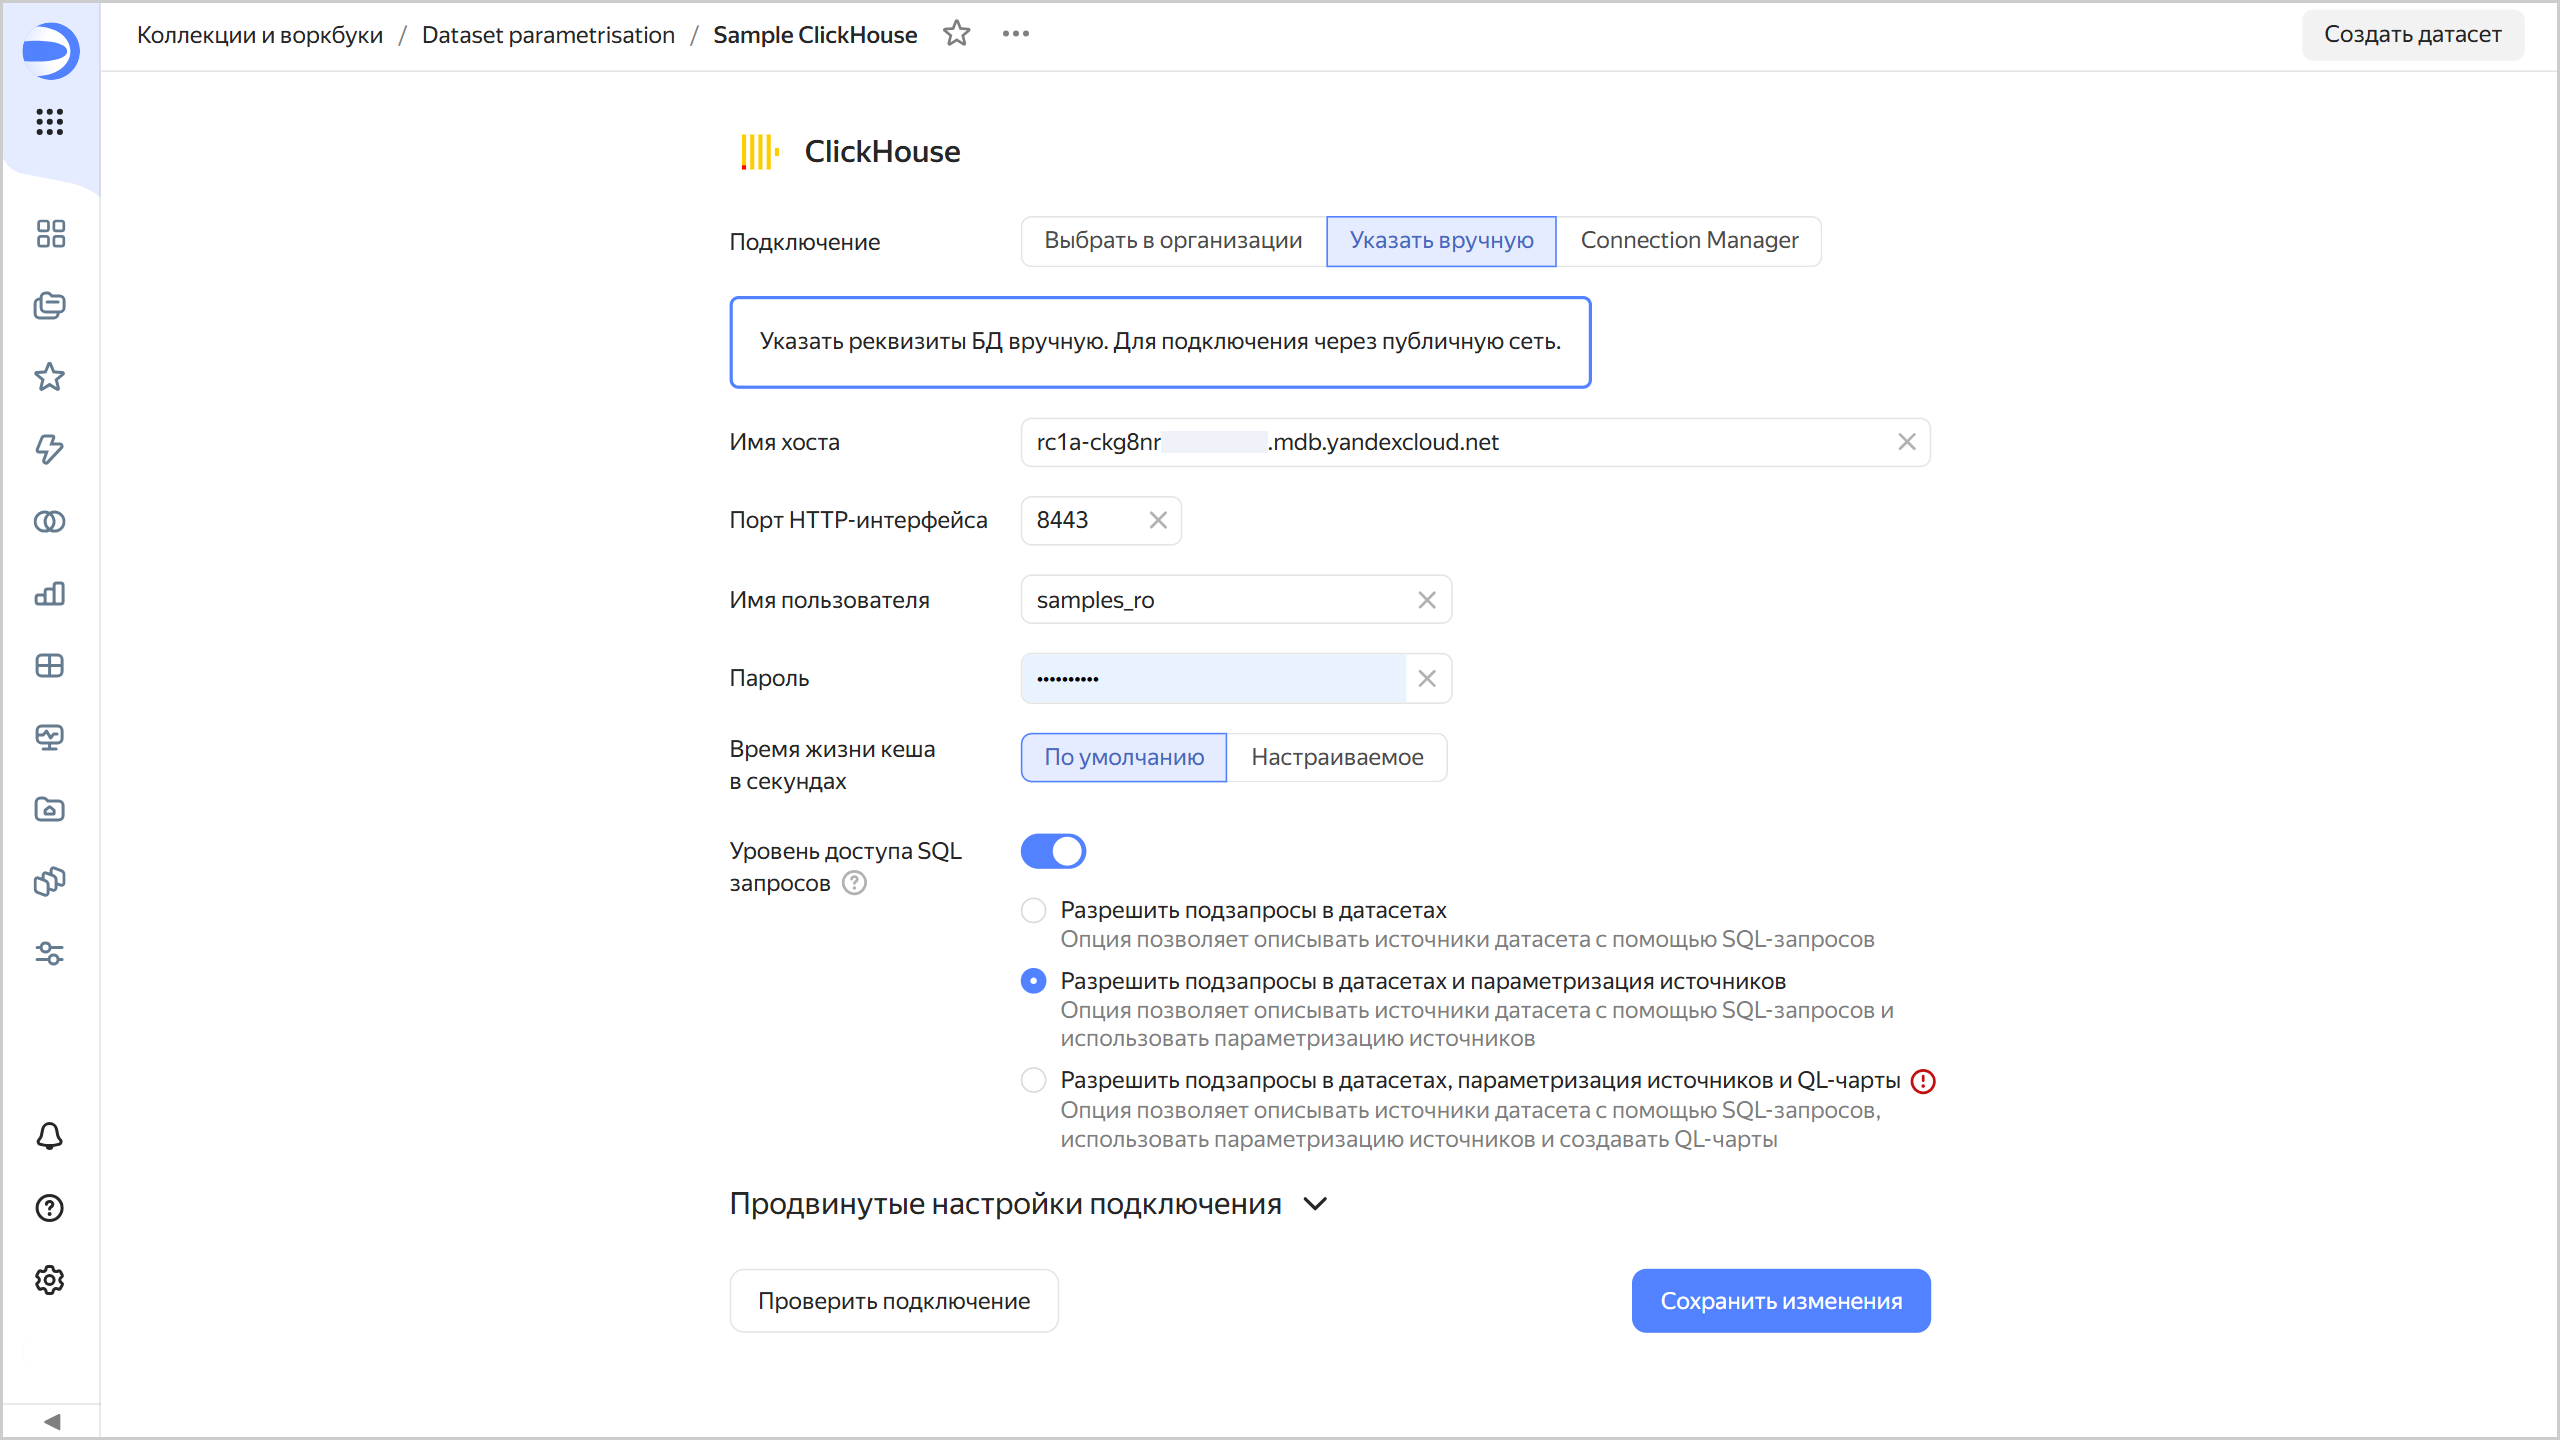 Коллекции и воркбуки / Dataset parametrisation / Sample ClickHouse
Создать датасет
ClickHouse
Подключение
Выбрать в организации
Указать вручную
Connection Manager
Указать реквизиты БД вручную. Для подключения через публичную сеть.
Имя хоста
rc1a-ckg8nr .mdb.yandexcloud.net
Порт HTTP-интерфейса
8443
Имя пользователя
samples_ro
Пароль
••••••••••
Время жизни кеша
в секундах
По умолчанию
Настраиваемое
Уровень доступа SQL
запросов
Разрешить подзапросы в датасетах
Опция позволяет описывать источники датасета с помощью SQL-запросов
Разрешить подзапросы в датасетах и параметризация источников
Опция позволяет описывать источники датасета с помощью SQL-запросов и
использовать параметризацию источников
Разрешить подзапросы в датасетах, параметризация источников и QL-чарты
Опция позволяет описывать источники датасета с помощью SQL-запросов,
использовать параметризацию источников и создавать QL-чарты
Продвинутые настройки подключения
Проверить подключение
Сохранить изменения